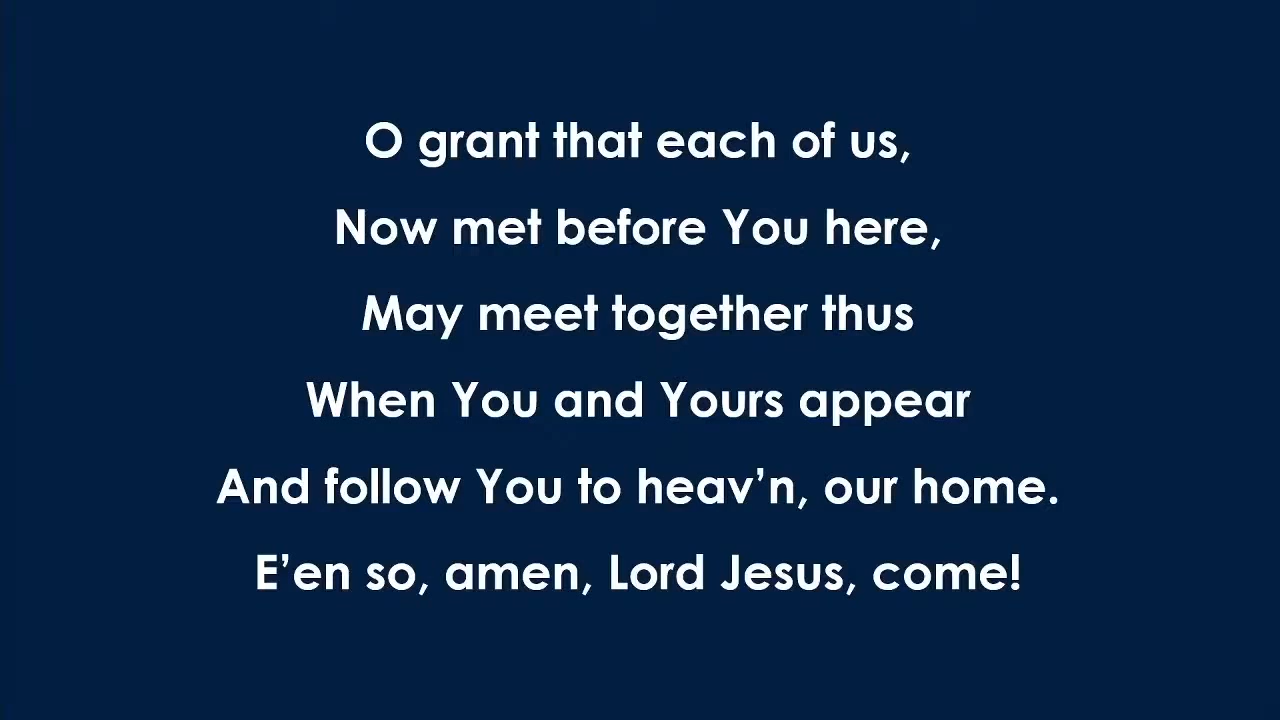 O grant that each of us,
Now met before You here,
May meet together thus
When You and Yours appear
And follow You to heav’n, our home.
E’en so, amen, Lord Jesus, come!